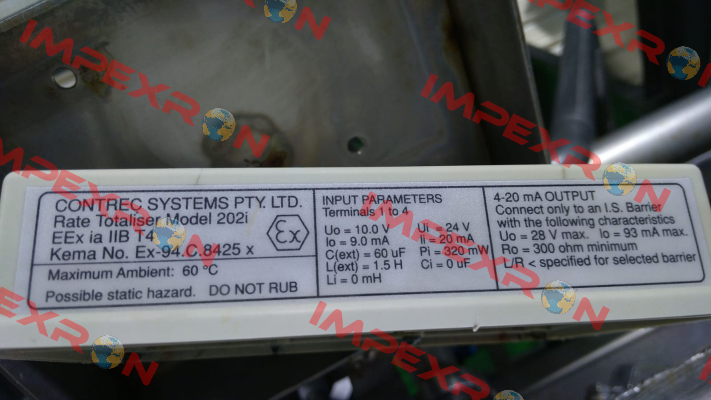 CONTREC SYSTEMS PTY. LTD.
Rate Totaliser Model 202i
EEx ia IIB T4
Kema No. Ex-94.C.8425 x
Ex
Maximum Ambient: 60 °C
Possible static hazard. DO NOT RUB
INPUT PARAMETERS
Terminals 1 to 4
Uo = 10.0 V Ui = 24 V
Io = 9.0 mA Ii = 20 mA
C(ext) = 60 uF Pi = 320 mW
L(ext) = 1.5 H Ci = 0 uF
Li = 0 mH
4-20 mA OUTPUT
Connect only to an I.S. Barrier
with the following characteristics
Uo = 28 V max. Io = 93 mA max.
Ro = 300 ohm minimum
L/R < specified for selected barrier
IMPEXRON
IMPEXRON
IMPEXRON
IMPEXRON
IMPEXRON
IMPEXRON